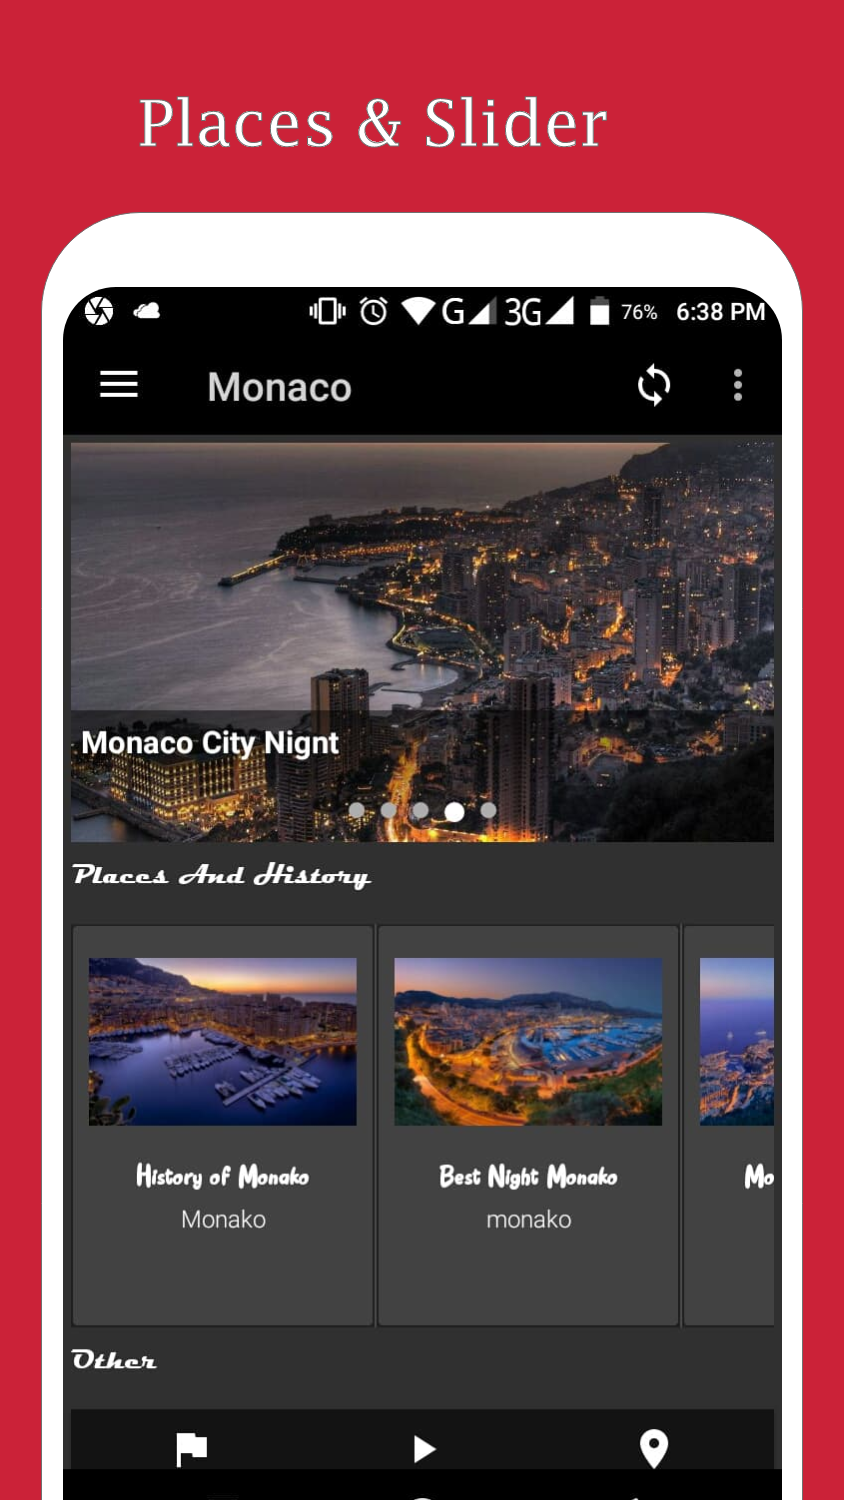 Places & Slider
G 3G 76% 6:38 PM
Monaco
Monaco City Nignt
Places And History
History of Monako
Monako
Best Night Monako
monako
Mo
Other